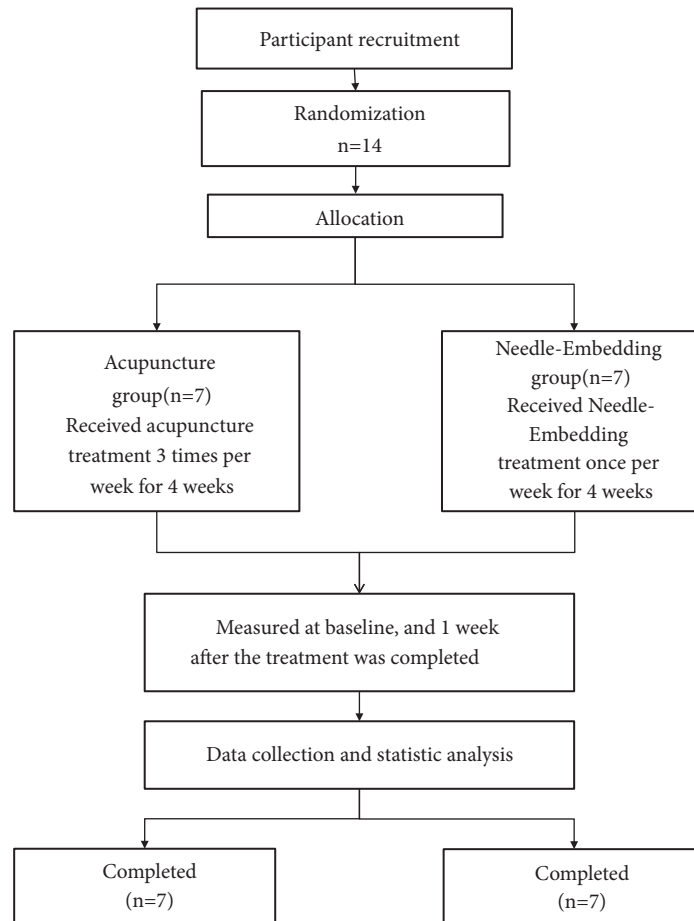 Participant recruitment
Randomization
n=14
Allocation
Acupuncture
group(n=7)
Received acupuncture
treatment 3 times per
week for 4 weeks
Needle-Embedding
group(n=7)
Received Needle-
Embedding
treatment once per
week for 4 weeks
Measured at baseline, and 1 week
after the treatment was completed
Data collection and statistic analysis
Completed
(n=7)
Completed
(n=7)